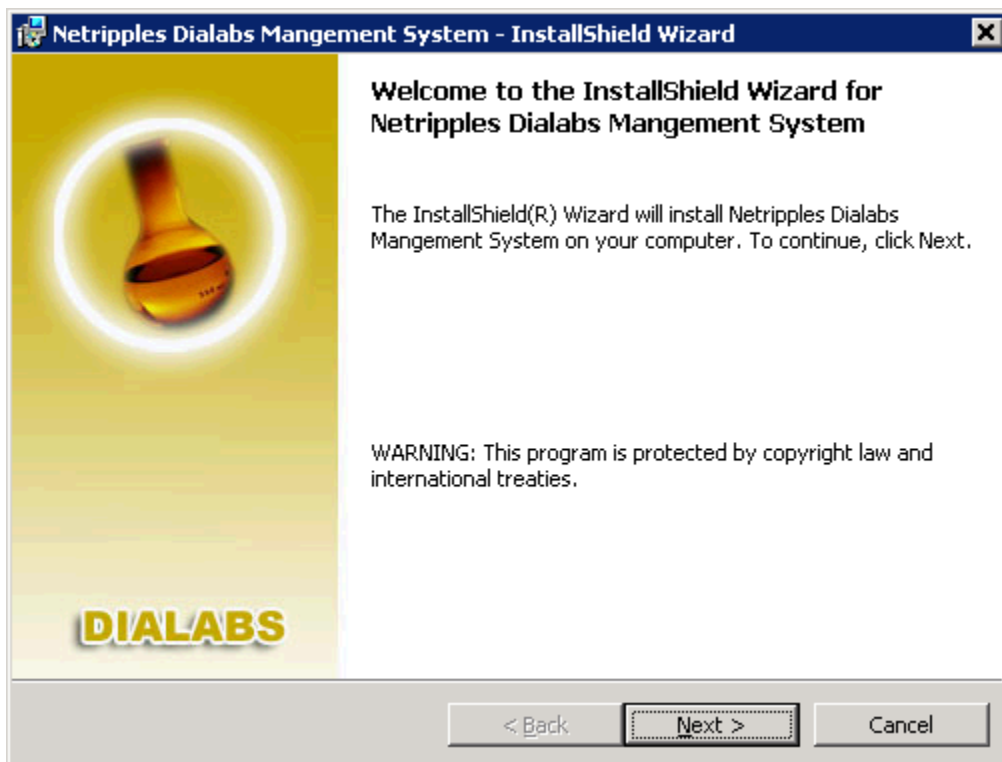 Netripples Dialabs Mangement System - InstallShield Wizard
Welcome to the InstallShield Wizard for
Netripples Dialabs Mangement System
The InstallShield(R) Wizard will install Netripples Dialabs
Mangement System on your computer. To continue, click Next.
WARNING: This program is protected by copyright law and
international treaties.
DIALABS
< Back
Next >
Cancel